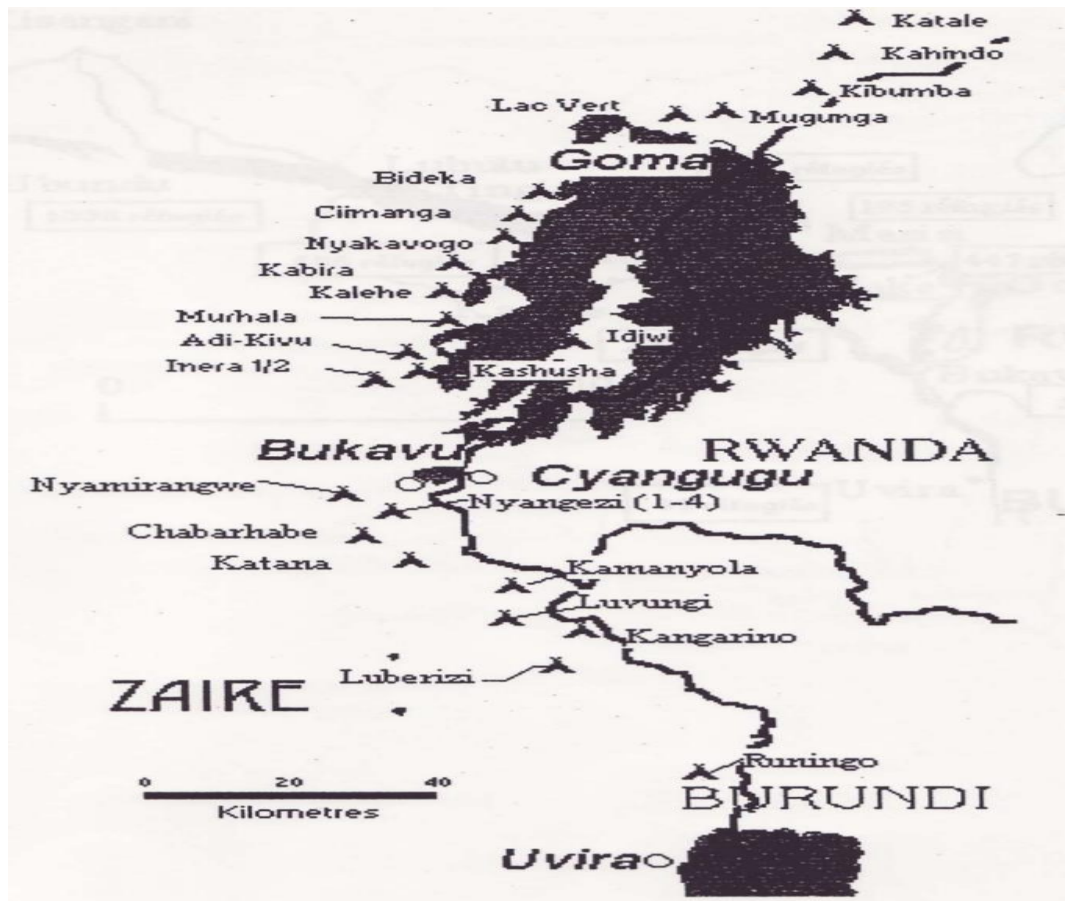 Katale
Kahindo
Kibumba
Lac Vert
Mugunga
Goma
Bideka
Ciimanga
Nyakavogo
Kabira
Kalehe
Murhala
Adi-Kivu
Idjwi
Inera 1/2
Kashusha
Bukavu
RWANDA
Cyangugu
Nyamirangwe
Nyangezi (1-4)
Chabarhabe
Katana
Kamanyola
Luvungi
Kangarino
Luberizi
ZAIRE
Runingo
0 20 40
Kilometres
BURUNDI
Uvira